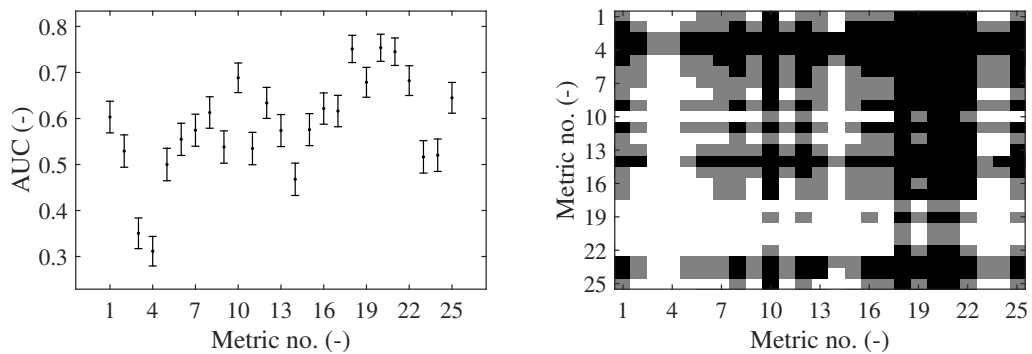 0.8
0.7
0.6
0.5
0.4
0.3
AUC (-)
1 4 7 10 13 16 19 22 25
Metric no. (-)
1
4
7
10
13
16
19
22
25
Metric no. (-)
1 4 7 10 13 16 19 22 25
Metric no. (-)